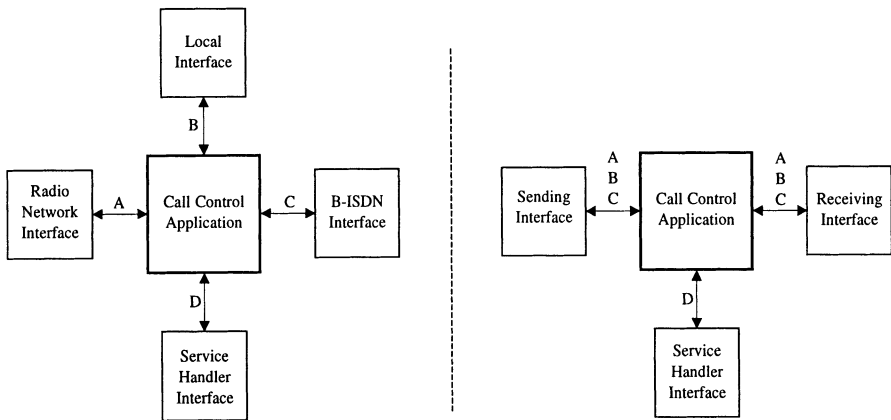 Local
Interface
B
Radio
Network
Interface
A
Call Control
Application
C
B-ISDN
Interface
D
Service
Handler
Interface
Sending
Interface
A
B
C
Call Control
Application
A
B
C
Receiving
Interface
D
Service
Handler
Interface